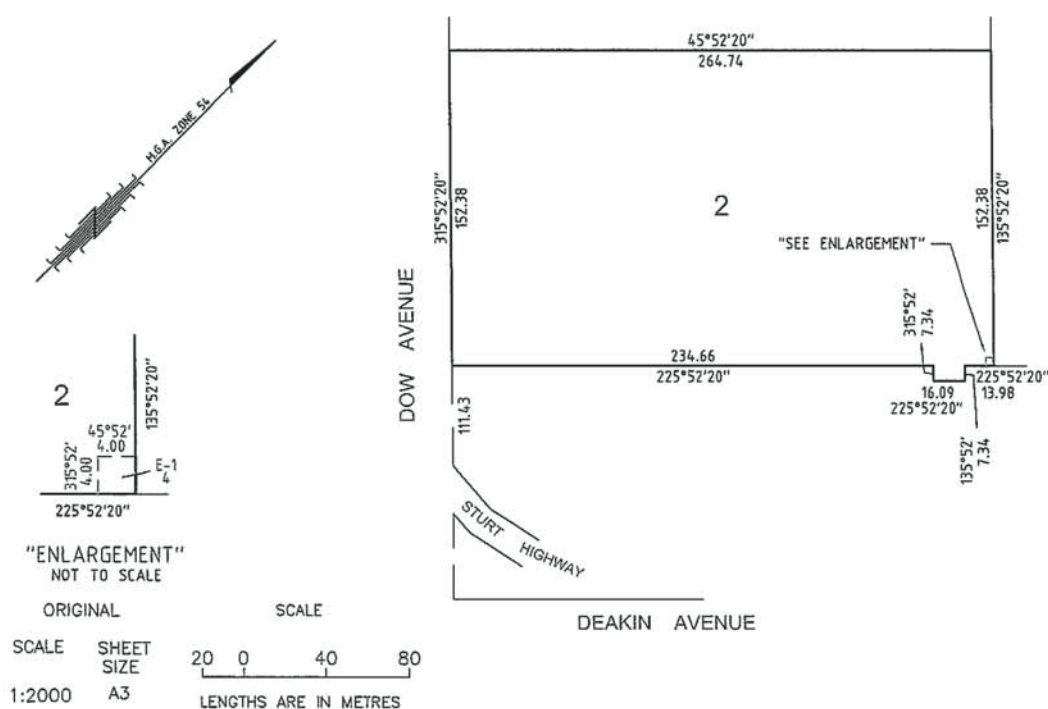 45°52'20"
264.74
M.G.A. ZONE 54
315°52'20"
152.38
2
152.38
135°52'20"
"SEE ENLARGEMENT"
315°52'
7.34
DOW AVENUE
234.66
225°52'20"
16.09
225°52'20"
225°52'20"
13.98
135°52'
7.34
111.43
2
135°52'20"
45°52'
4.00
315°52'
4.00
E-1
4
225°52'20"
"ENLARGEMENT"
NOT TO SCALE
STURT HIGHWAY
DEAKIN AVENUE
ORIGINAL SCALE
SCALE SHEET SIZE
1:2000 A3
20 0 40 80
LENGTHS ARE IN METRES